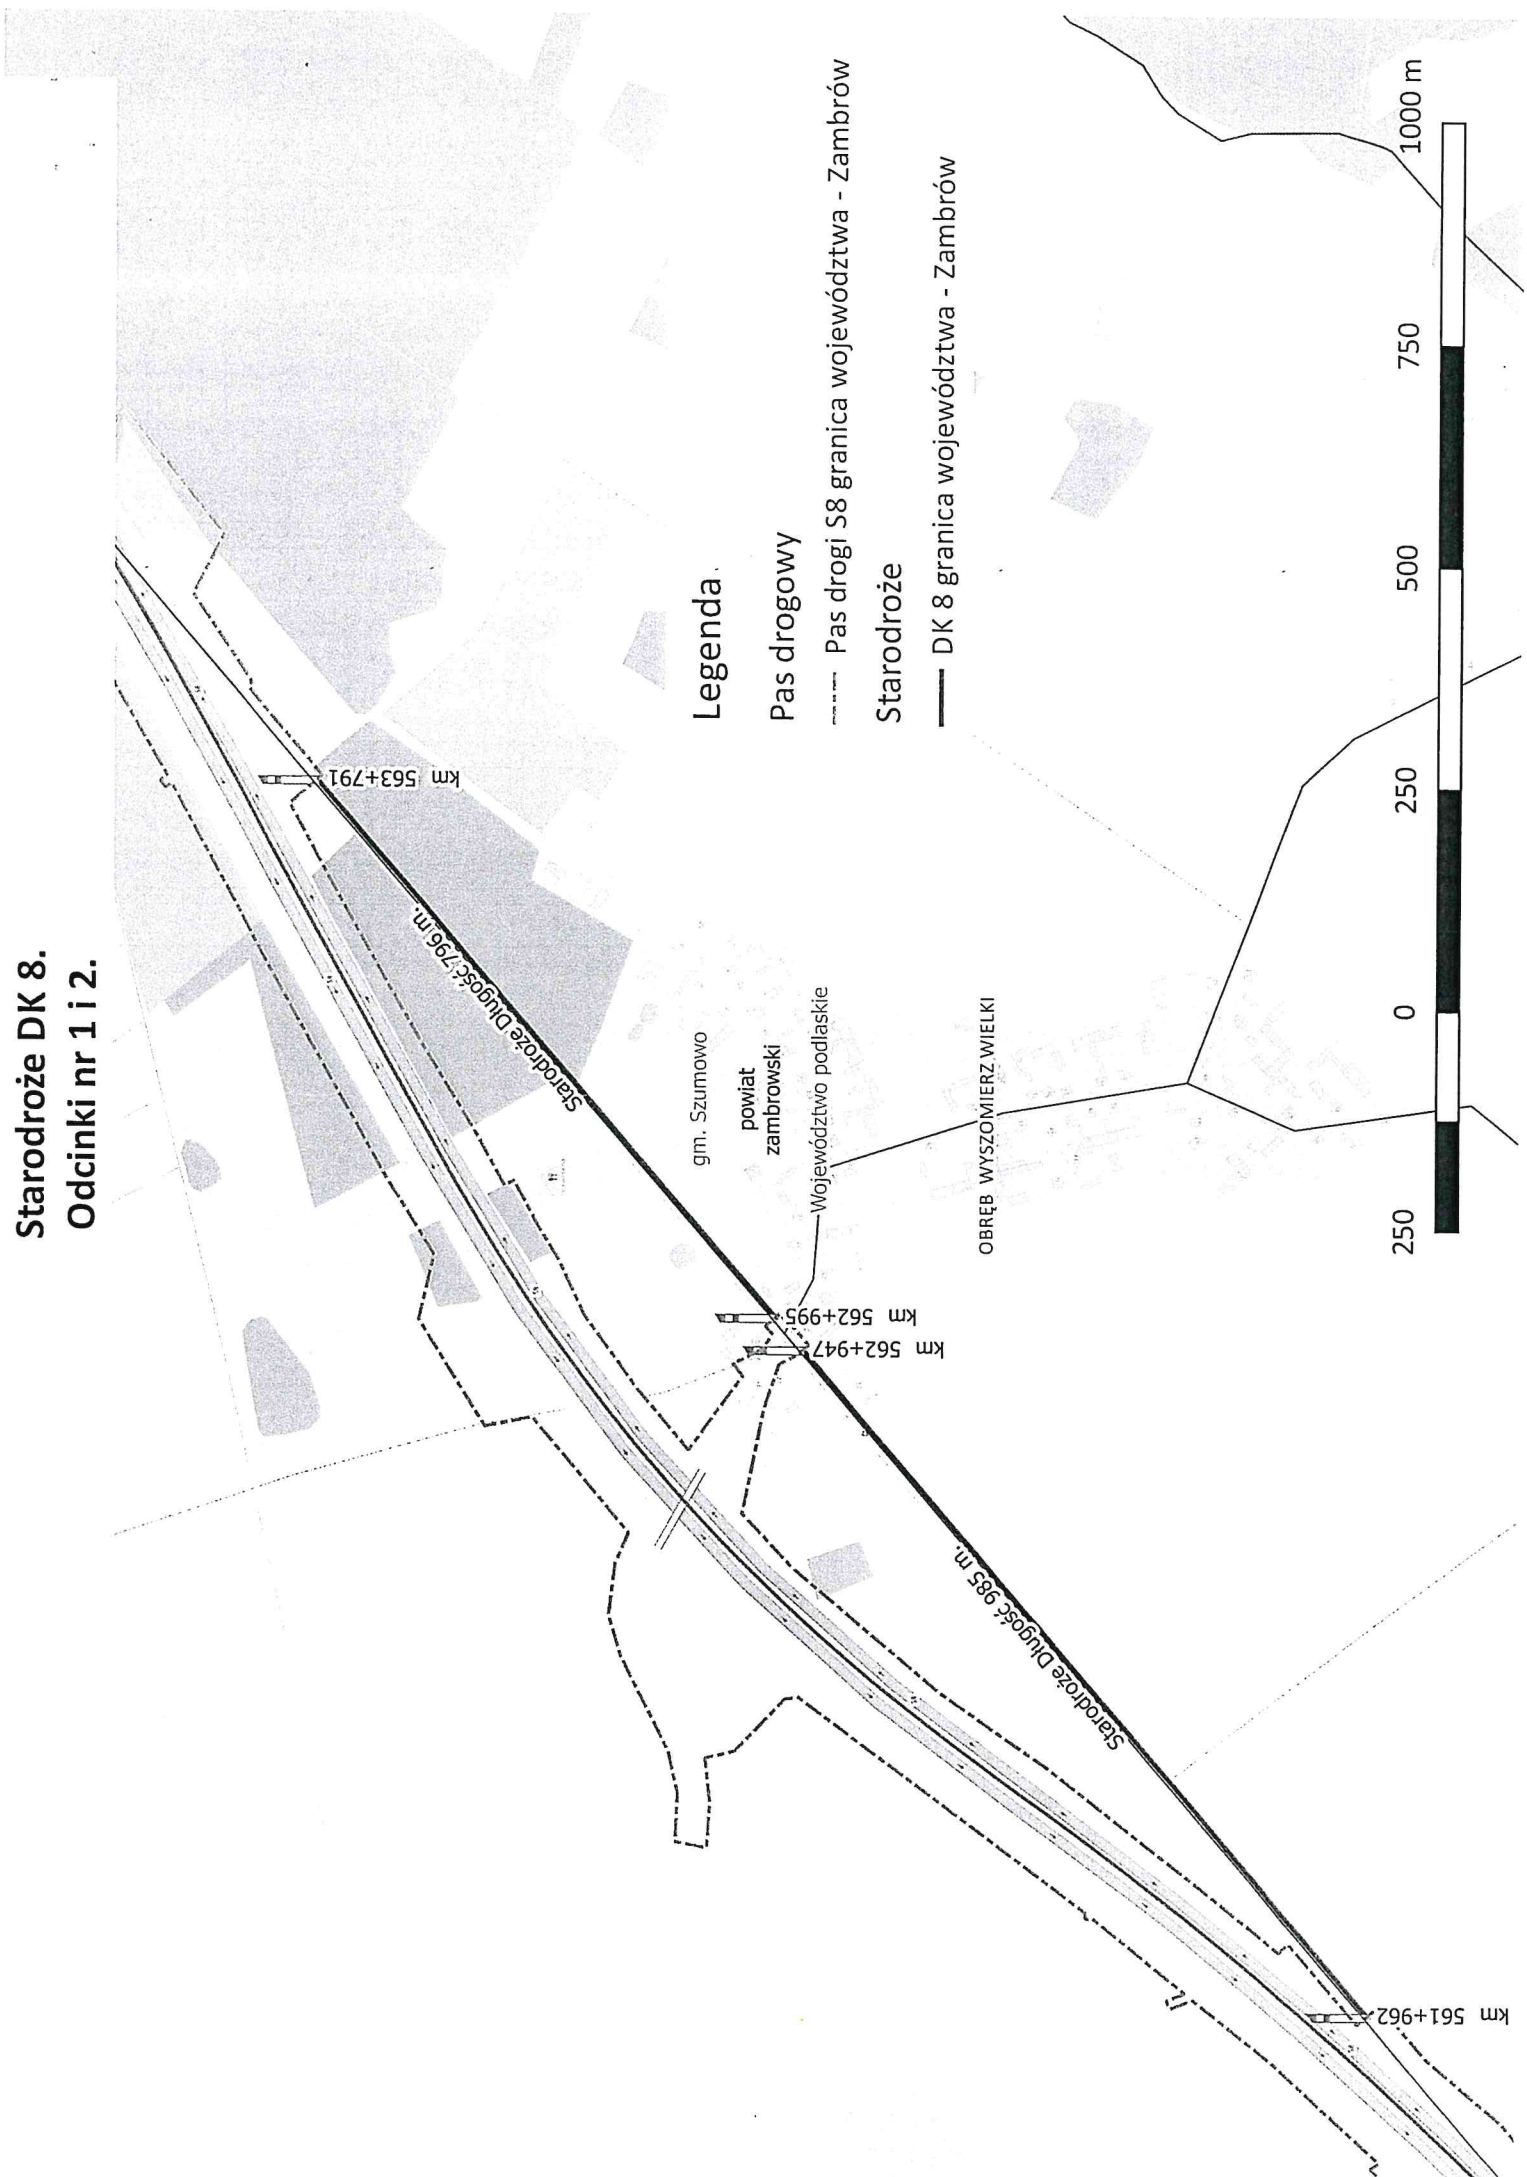 Starodroże DK 8.
Odcinki nr 1 i 2.
km 563+791
Starodroże Długość 796 m.
gm. Szumowo
powiat
zambrowski
Województwo podlaskie
km 562+995
km 562+947
OBRĘB WYSZOMIERZ WIELKI
Starodroże Długość 985 m.
km 561+962
Legenda
Pas drogowy
Pas drogi S8 granica województwa - Zambrów
Starodroże
DK 8 granica województwa - Zambrów
250 0 250 500 750 1000 m